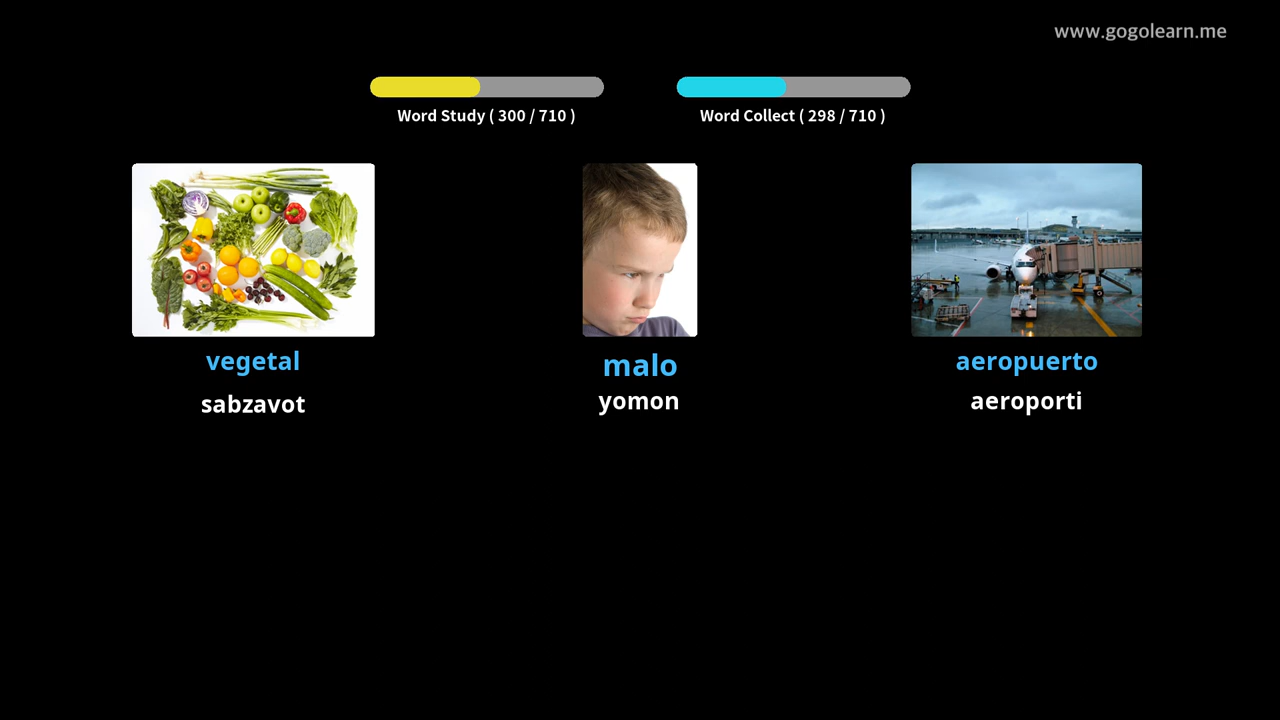 www.gogolearn.me
Word Study ( 300 / 710 )
Word Collect ( 298 / 710 )
vegetal
malo
aeropuerto
sabzavot
yomon
aeroporti